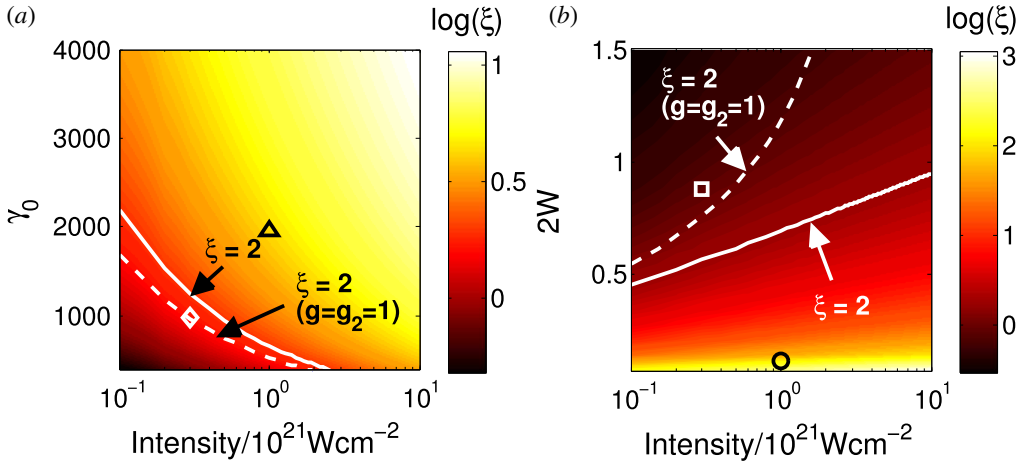 (a)
log(ξ)
4000
3000
2000
1000
γ₀
ξ = 2
ξ = 2
(g=g₂=1)
10⁻¹
10⁰
10¹
Intensity/10²¹Wcm⁻²
1
0.5
0
(b)
log(ξ)
1.5
1
0.5
2W
ξ = 2
(g=g₂=1)
ξ = 2
10⁻¹
10⁰
10¹
Intensity/10²¹Wcm⁻²
3
2
1
0